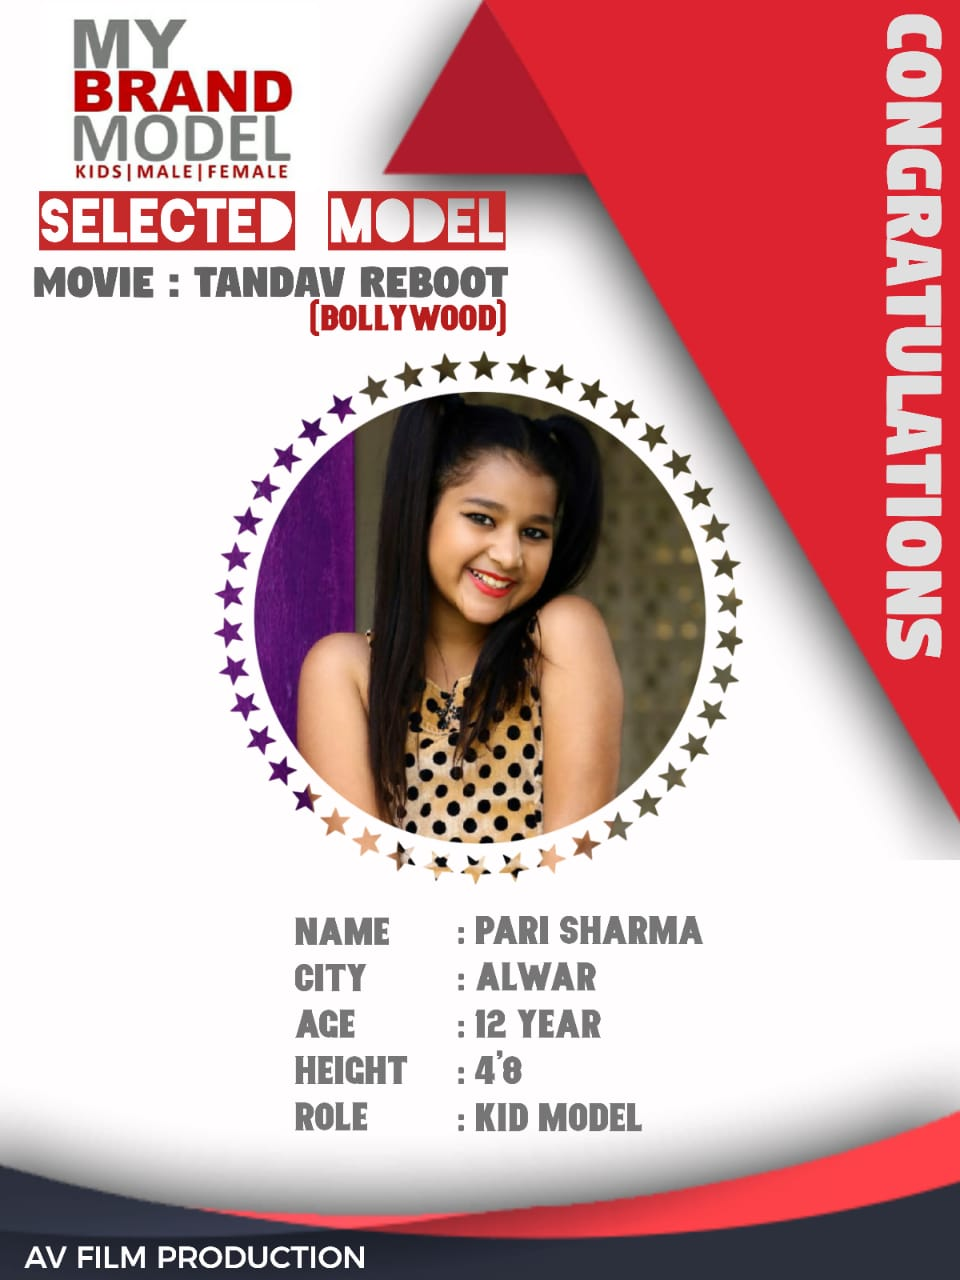 MY
BRAND
MODEL
KIDS|MALE|FEMALE
SELECTED MODEL
MOVIE : TANDAV REBOOT
(BOLLYWOOD)
CONGRATULATIONS
NAME : PARI SHARMA
CITY : ALWAR
AGE : 12 YEAR
HEIGHT : 4'8
ROLE : KID MODEL
AV FILM PRODUCTION